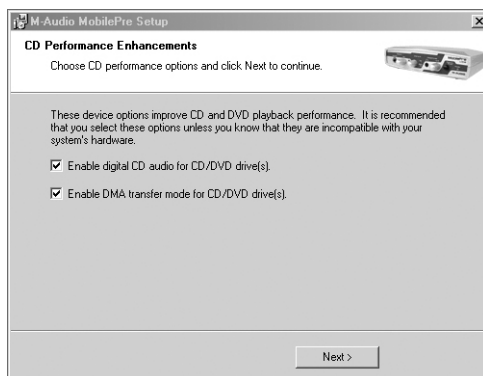 M-Audio MobilePre Setup
CD Performance Enhancements
Choose CD performance options and click Next to continue.
These device options improve CD and DVD playback performance. It is recommended
that you select these options unless you know that they are incompatible with your
system's hardware.
Enable digital CD audio for CD/DVD drive(s).
Enable DMA transfer mode for CD/DVD drive(s).
Next >